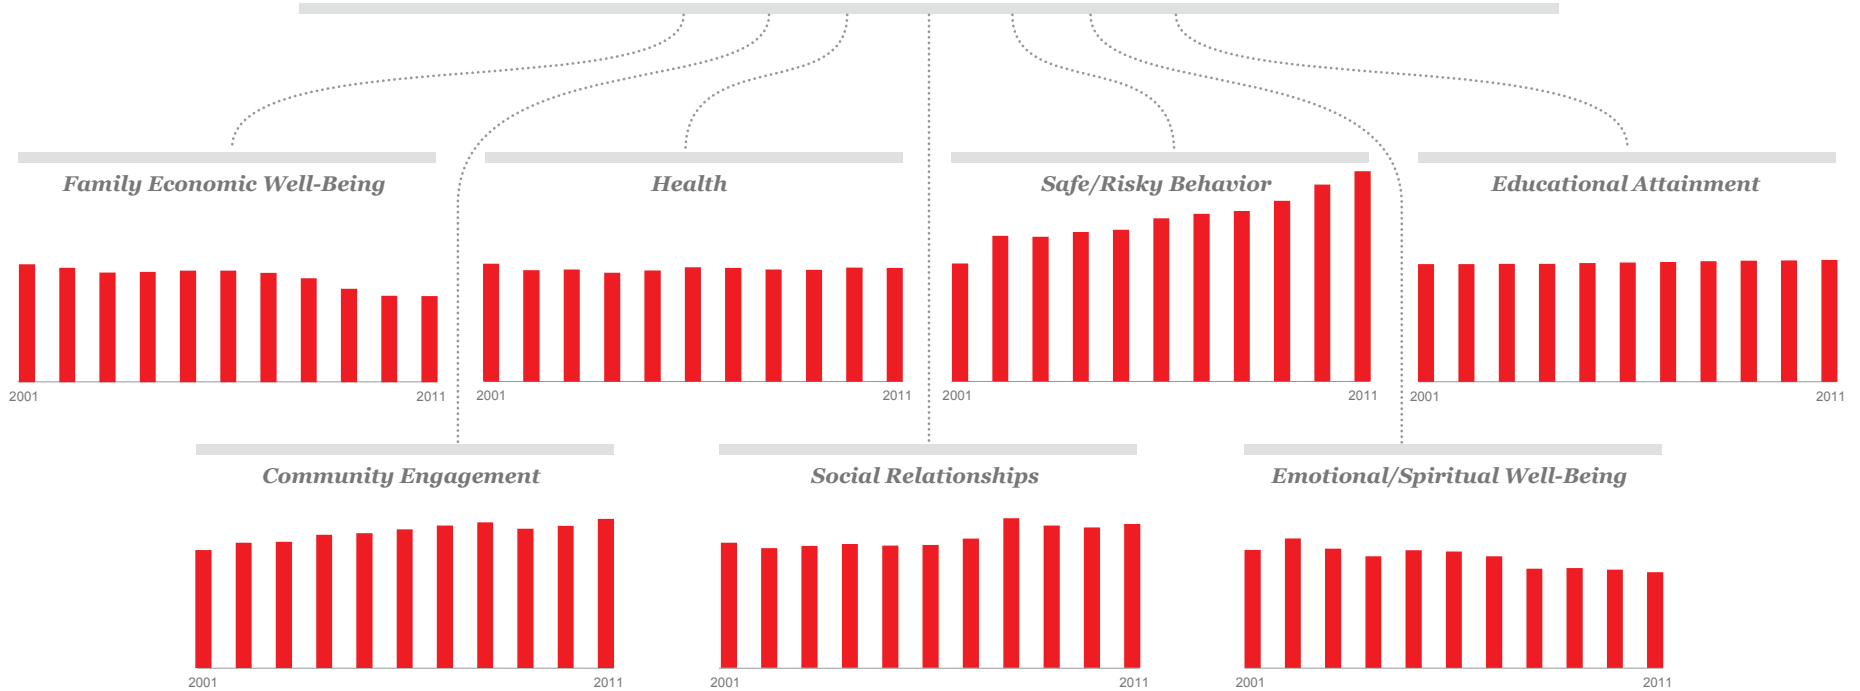 Family Economic Well-Being
Health
Safe/Risky Behavior
Educational Attainment
2001
2011
2001
2011
2001
2011
2001
2011
Community Engagement
Social Relationships
Emotional/Spiritual Well-Being
2001
2011
2001
2011
2001
2011